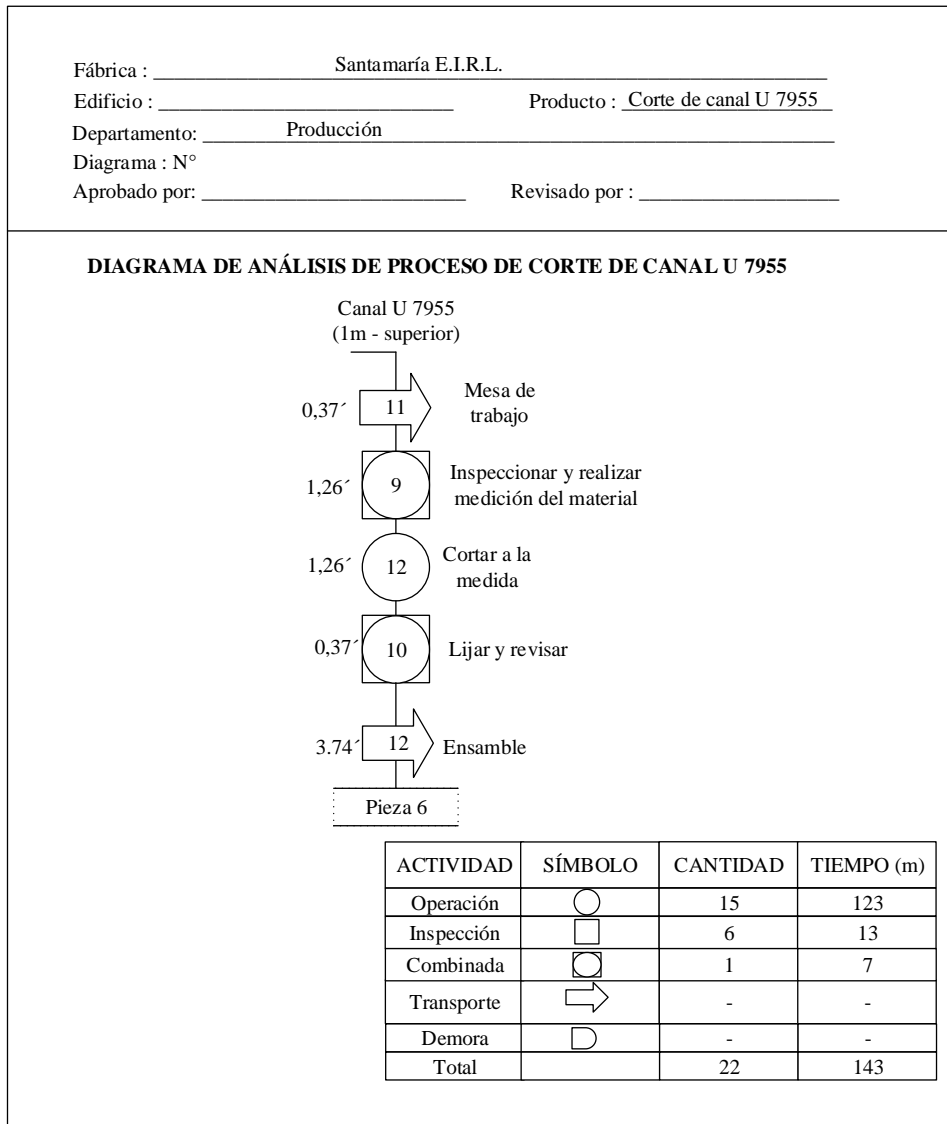 Fábrica : Santamaría E.I.R.L.
Edificio : Producto : Corte de canal U 7955
Departamento: Producción
Diagrama : N°
Aprobado por: Revisado por :
DIAGRAMA DE ANÁLISIS DE PROCESO DE CORTE DE CANAL U 7955
Canal U 7955
(1m - superior)
0,37´ 11 Mesa de
trabajo
1,26´ 9 Inspeccionar y realizar
medición del material
1,26´ 12 Cortar a la
medida
0,37´ 10 Lijar y revisar
3.74´ 12 Ensamble
Pieza 6
ACTIVIDAD SÍMBOLO CANTIDAD TIEMPO (m)
Operación 15 123
Inspección 6 13
Combinada 1 7
Transporte - -
Demora - -
Total 22 143